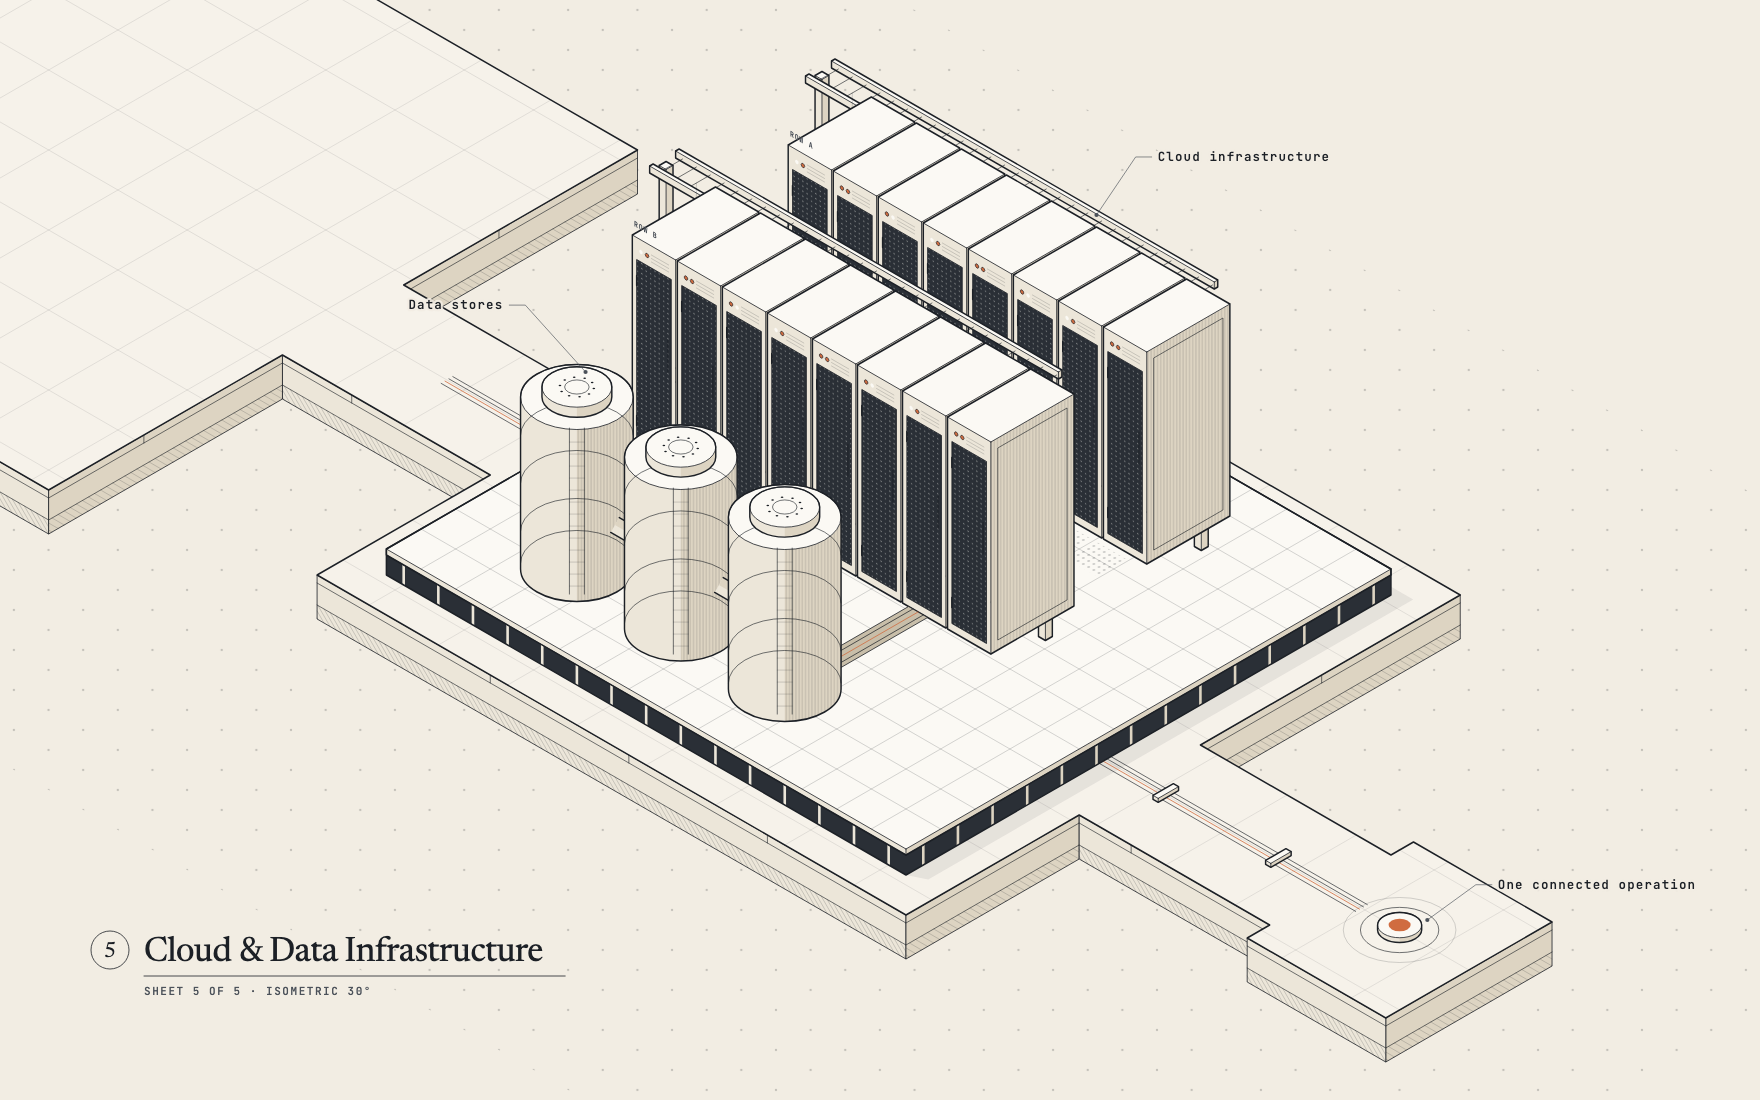 ROW A
Cloud infrastructure
ROW B
Data stores
One connected operation
5 Cloud & Data Infrastructure
SHEET 5 OF 5 · ISOMETRIC 30°